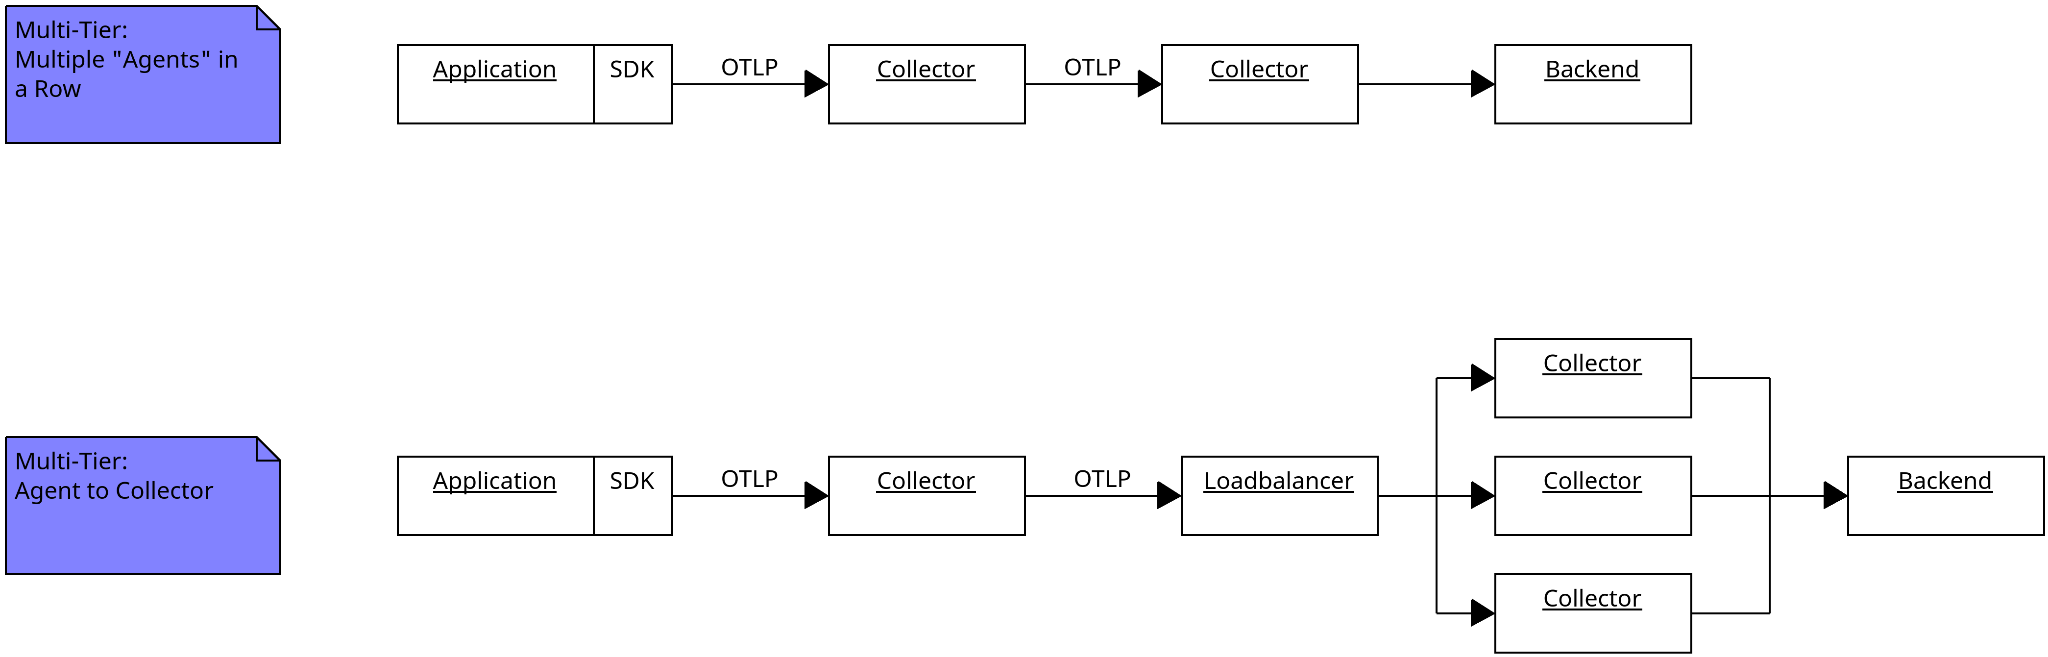 Multi-Tier:
Multiple "Agents" in
a Row
Application
SDK
OTLP
Collector
OTLP
Collector
Backend
Collector
Multi-Tier:
Agent to Collector
Application
SDK
OTLP
Collector
OTLP
Loadbalancer
Collector
Backend
Collector